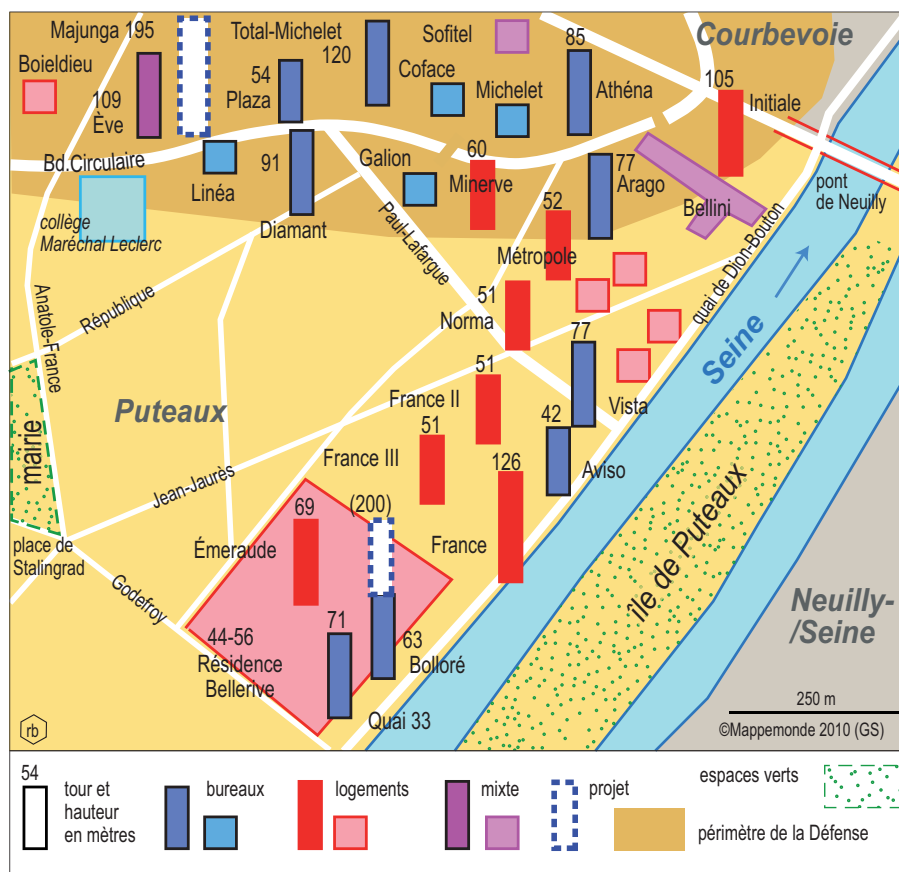 Majunga 195
Total-Michelet
120
Sofitel
85
Courbevoie
Boieldieu
54
Plaza
Coface
Michelet
Athéna
105
Initiale
109
Ève
Bd.Circulaire
Linéa
91
Galion
60
Minerve
77
Arago
pont
de Neuilly
collège
Maréchal Leclerc
Diamant
Paul-Lafargue
52
Métropole
Bellini
quai de Dion-Bouton
Anatole-France
République
51
Norma
77
Seine
Puteaux
51
France II
Vista
mairie
51
France III
42
Aviso
Jean-Jaurès
126
île de Puteaux
place de
Stalingrad
69
Émeraude
(200)
France
Godefroy
Neuilly-
/Seine
44-56
Résidence
Bellerive
71
63
Bolloré
Quai 33
250 m
rb
©Mappemonde 2010 (GS)
54
tour et
hauteur
en mètres
bureaux
logements
mixte
projet
espaces verts
périmètre de la Défense